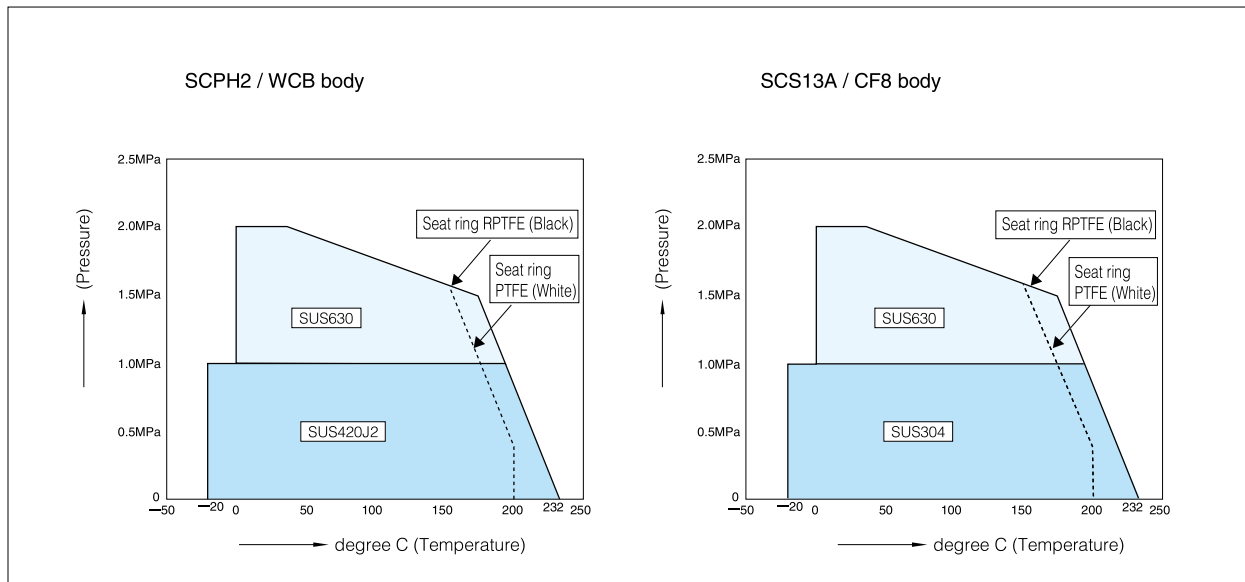 SCPH2 / WCB body
2.5MPa
2.0MPa
1.5MPa
1.0MPa
0.5MPa
0
(Pressure)
Seat ring RPTFE (Black)
Seat ring
PTFE (White)
SUS630
SUS420J2
−50
−20
0
50
100
150
200
232
250
degree C (Temperature)
SCS13A / CF8 body
2.5MPa
2.0MPa
1.5MPa
1.0MPa
0.5MPa
0
(Pressure)
Seat ring RPTFE (Black)
Seat ring
PTFE (White)
SUS630
SUS304
−50
−20
0
50
100
150
200
232
250
degree C (Temperature)